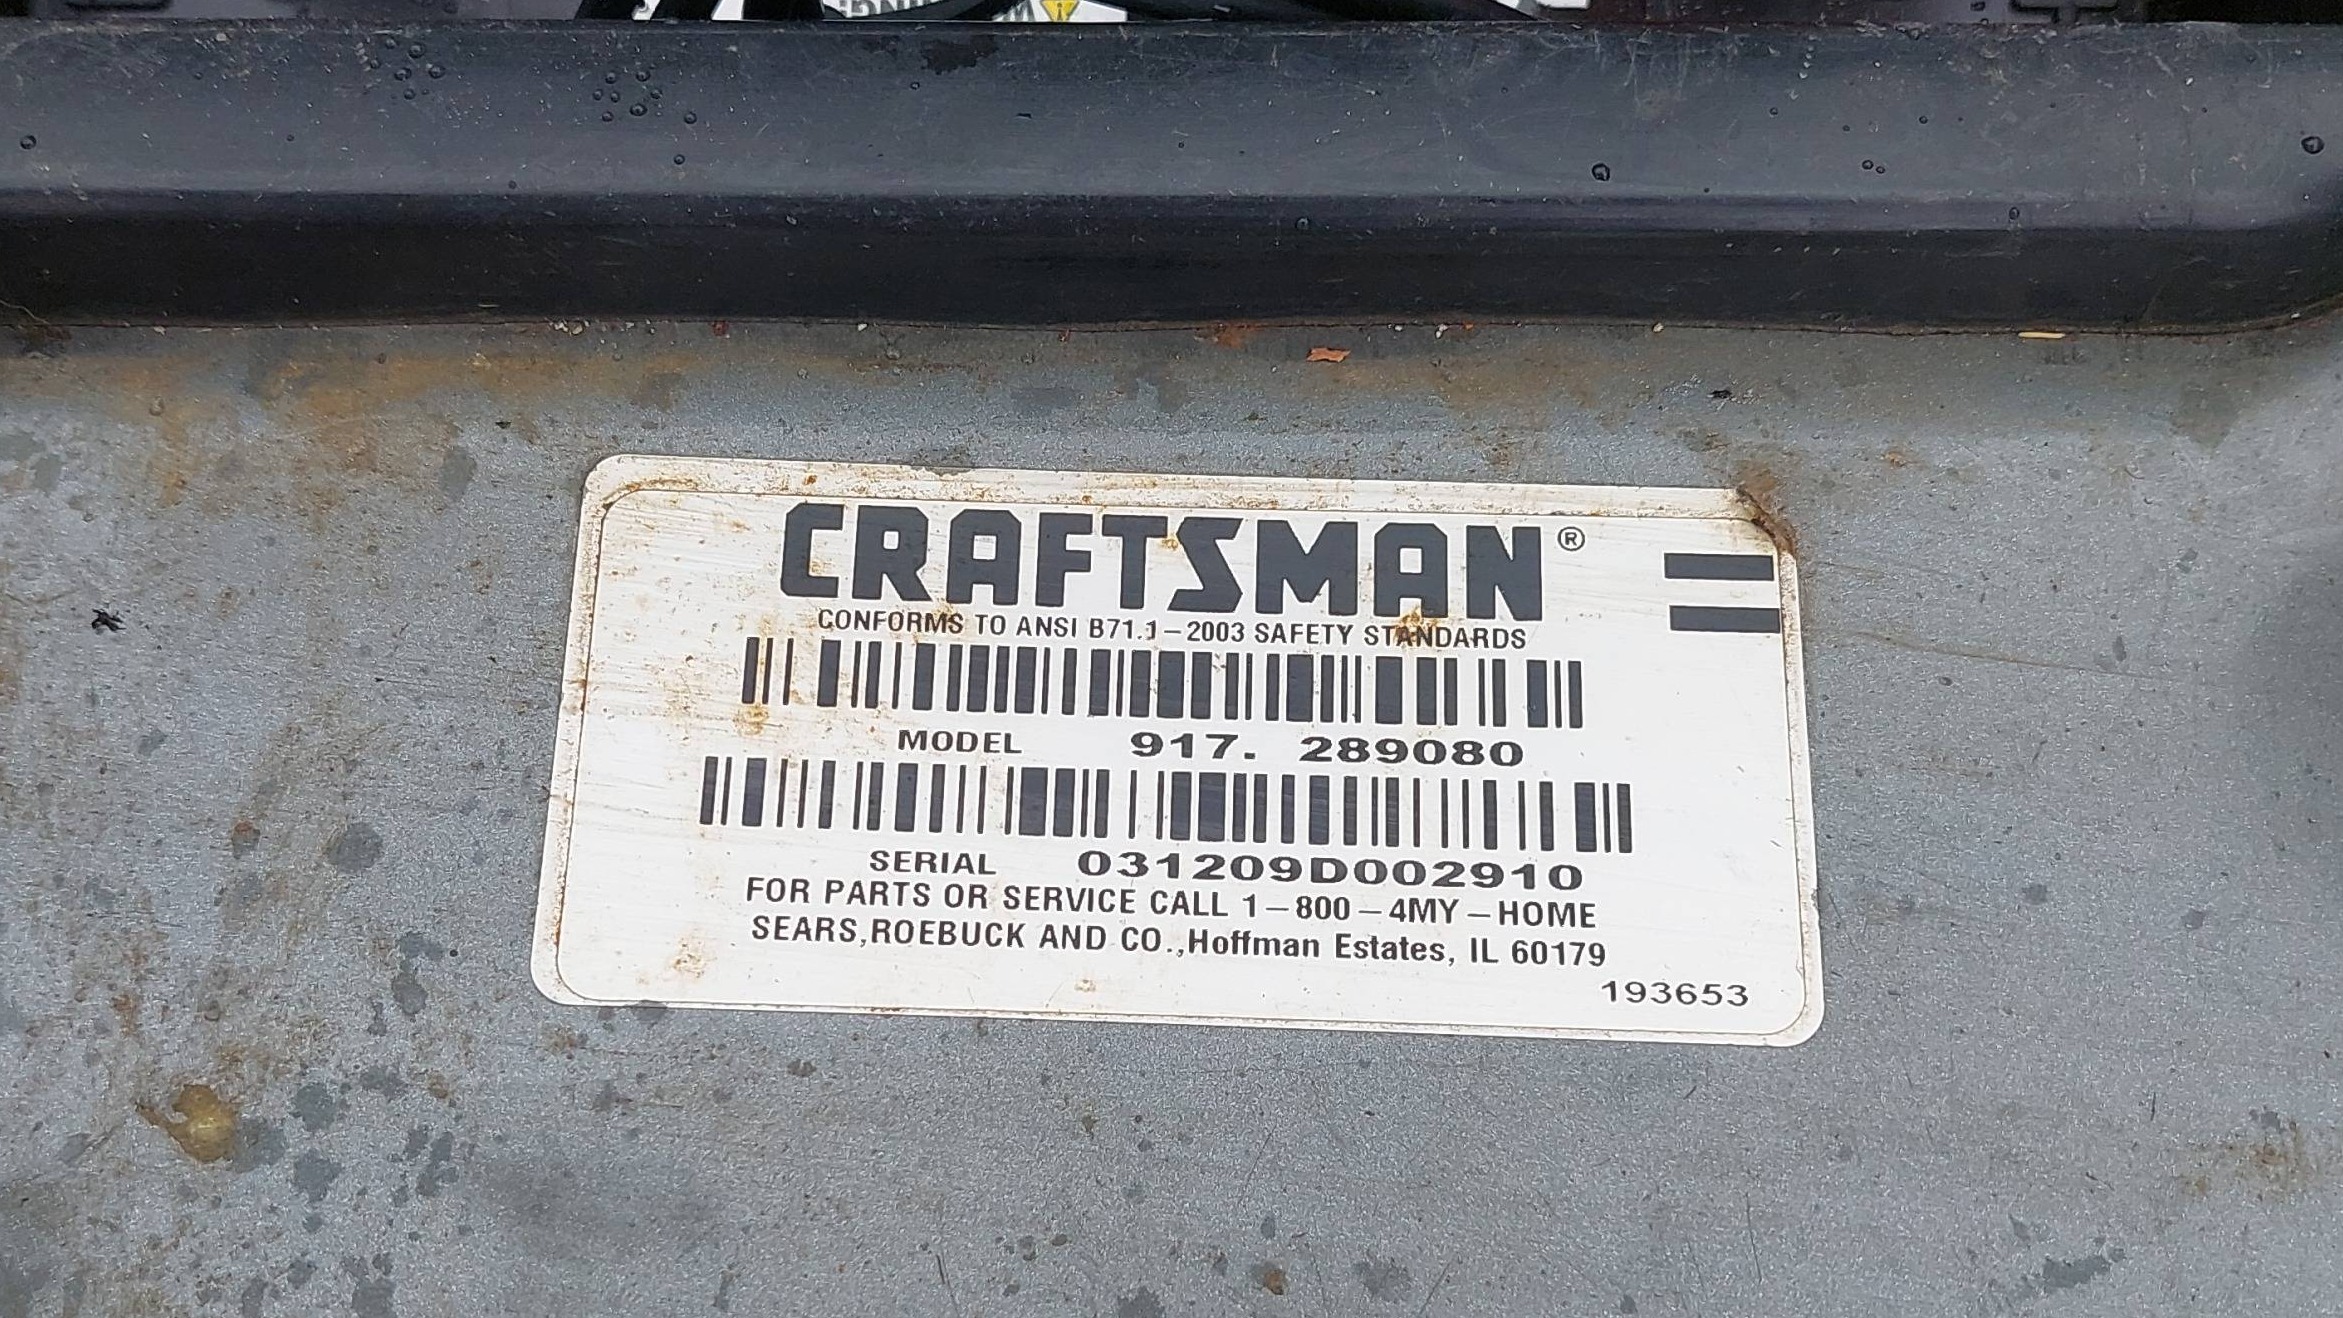 CRAFTSMAN®
CONFORMS TO ANSI B71.1-2003 SAFETY STANDARDS
MODEL 917. 289080
SERIAL 031209D002910
FOR PARTS OR SERVICE CALL 1-800-4MY-HOME
SEARS,ROEBUCK AND CO.,Hoffman Estates, IL 60179
193653